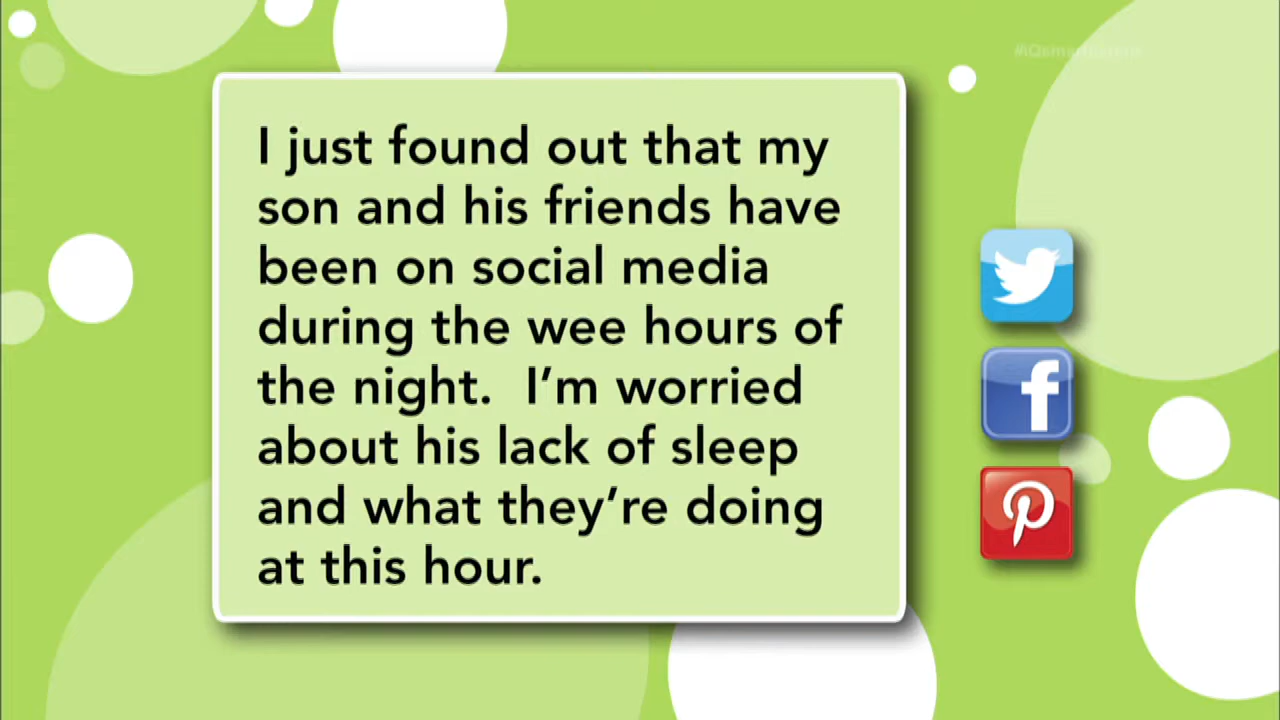 I just found out that my
son and his friends have
been on social media
during the wee hours of
the night.  I’m worried
about his lack of sleep
and what they’re doing
at this hour.